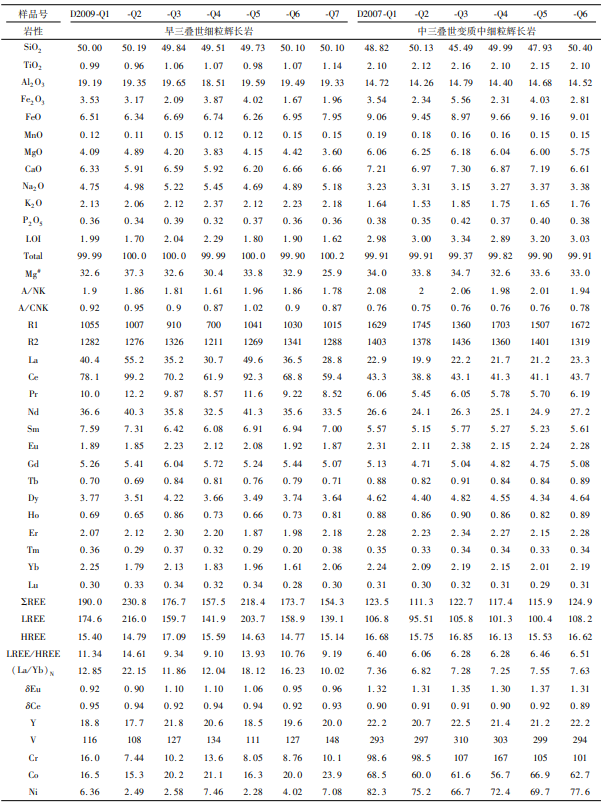 样品号 D2009-Q1 -Q2 -Q3 -Q4 -Q5 -Q6 -Q7 D2007-Q1 -Q2 -Q3 -Q4 -Q5 -Q6
岩性 早三叠世细粒辉长岩 中三叠世变质中细粒辉长岩
SiO2 50.00 50.19 49.84 49.51 49.73 50.10 50.10 48.82 50.13 45.49 49.99 47.93 50.40
TiO2 0.99 0.96 1.06 1.07 0.98 1.07 1.14 2.10 2.12 2.16 2.10 2.15 2.10
Al2O3 19.19 19.35 19.65 18.51 19.59 19.49 19.33 14.72 14.26 14.79 14.40 14.68 14.52
Fe2O3 3.53 3.17 2.09 3.87 4.02 1.67 1.96 3.54 2.34 5.56 2.31 4.03 2.81
FeO 6.51 6.34 6.69 6.74 6.26 6.95 7.95 9.06 9.45 8.97 9.66 9.16 9.01
MnO 0.12 0.11 0.15 0.12 0.12 0.15 0.15 0.19 0.18 0.16 0.16 0.15 0.15
MgO 4.09 4.89 4.20 3.83 4.15 4.42 3.60 6.06 6.25 6.18 6.04 6.00 5.75
CaO 6.33 5.91 6.59 5.92 6.20 6.66 6.66 7.21 6.97 7.30 6.87 7.19 6.61
Na2O 4.75 4.98 5.22 5.45 4.69 4.89 5.18 3.23 3.31 3.15 3.27 3.37 3.38
K2O 2.13 2.06 2.12 2.37 2.12 2.23 2.18 1.64 1.53 1.85 1.75 1.65 1.76
P2O5 0.36 0.34 0.39 0.32 0.37 0.36 0.36 0.38 0.35 0.42 0.37 0.40 0.38
LOI 1.99 1.70 2.04 2.29 1.80 1.90 1.62 2.98 3.00 3.34 2.89 3.20 3.03
Total 99.99 100.0 100.0 99.99 100.0 99.90 100.2 99.91 99.91 99.37 99.82 99.90 99.91
Mg# 32.6 37.3 32.6 30.4 33.8 32.9 25.9 34.0 33.8 34.7 32.6 33.6 33.0
A/NK 1.9 1.86 1.81 1.61 1.96 1.86 1.78 2.08 2 2.06 1.98 2.01 1.94
A/CNK 0.92 0.95 0.9 0.87 1.02 0.9 0.87 0.76 0.75 0.76 0.76 0.76 0.78
R1 1055 1007 910 700 1041 1030 1015 1629 1745 1360 1703 1507 1672
R2 1282 1276 1326 1211 1269 1341 1288 1403 1378 1436 1360 1401 1319
La 40.4 55.2 35.2 30.7 49.6 36.5 28.8 22.9 19.9 22.2 21.7 21.2 23.3
Ce 78.1 99.2 70.2 61.9 92.3 68.8 59.4 43.3 38.8 43.1 41.3 41.1 43.7
Pr 10.0 12.2 9.87 8.57 11.6 9.22 8.52 6.06 5.45 6.05 5.78 5.70 6.19
Nd 36.6 40.3 35.8 32.5 41.3 35.6 33.5 26.6 24.1 26.3 25.1 24.9 27.2
Sm 7.59 7.31 6.42 6.08 6.91 6.94 7.00 5.57 5.15 5.77 5.27 5.23 5.61
Eu 1.89 1.85 2.23 2.12 2.08 1.92 1.87 2.31 2.11 2.38 2.15 2.24 2.28
Gd 5.26 5.41 6.04 5.72 5.24 5.44 5.07 5.13 4.71 5.04 4.82 4.75 5.08
Tb 0.70 0.69 0.84 0.81 0.76 0.79 0.71 0.88 0.82 0.91 0.84 0.84 0.89
Dy 3.77 3.51 4.22 3.66 3.49 3.74 3.64 4.62 4.40 4.82 4.55 4.34 4.64
Ho 0.69 0.65 0.86 0.73 0.66 0.73 0.81 0.88 0.86 0.90 0.86 0.82 0.89
Er 2.07 2.12 2.30 2.20 1.87 1.98 2.18 2.28 2.23 2.34 2.27 2.15 2.28
Tm 0.36 0.29 0.37 0.32 0.29 0.20 0.38 0.35 0.33 0.34 0.34 0.33 0.34
Yb 2.25 1.79 2.13 1.83 1.96 1.61 2.06 2.24 2.09 2.19 2.15 2.01 2.19
Lu 0.30 0.33 0.34 0.32 0.34 0.28 0.30 0.31 0.30 0.32 0.31 0.29 0.31
ΣREE 190.0 230.8 176.7 157.5 218.4 173.7 154.3 123.5 111.3 122.7 117.4 115.9 124.9
LREE 174.6 216.0 159.7 141.9 203.7 158.9 139.1 106.8 95.51 105.8 101.3 100.4 108.2
HREE 15.40 14.79 17.09 15.59 14.63 14.77 15.14 16.68 15.75 16.85 16.13 15.53 16.62
LREE/HREE 11.34 14.61 9.34 9.10 13.93 10.76 9.19 6.40 6.06 6.28 6.28 6.46 6.51
(La/Yb)N 12.85 22.15 11.86 12.04 18.12 16.23 10.02 7.36 6.82 7.28 7.25 7.55 7.63
δEu 0.92 0.90 1.10 1.10 1.06 0.95 0.96 1.32 1.31 1.35 1.30 1.37 1.31
δCe 0.95 0.94 0.92 0.94 0.94 0.92 0.93 0.90 0.91 0.91 0.90 0.92 0.89
Y 18.8 17.7 21.8 20.6 18.5 19.6 20.0 22.2 20.7 22.5 21.4 21.2 22.2
V 116 108 127 134 111 127 148 293 297 310 303 299 294
Cr 16.0 7.44 10.2 13.6 8.05 8.76 10.1 98.6 98.5 107 167 105 101
Co 16.5 15.3 20.2 21.1 16.3 20.0 23.9 68.5 60.0 61.6 56.7 66.9 62.7
Ni 6.36 2.49 2.58 7.46 2.28 4.02 7.08 82.3 75.2 66.7 72.4 69.7 77.6